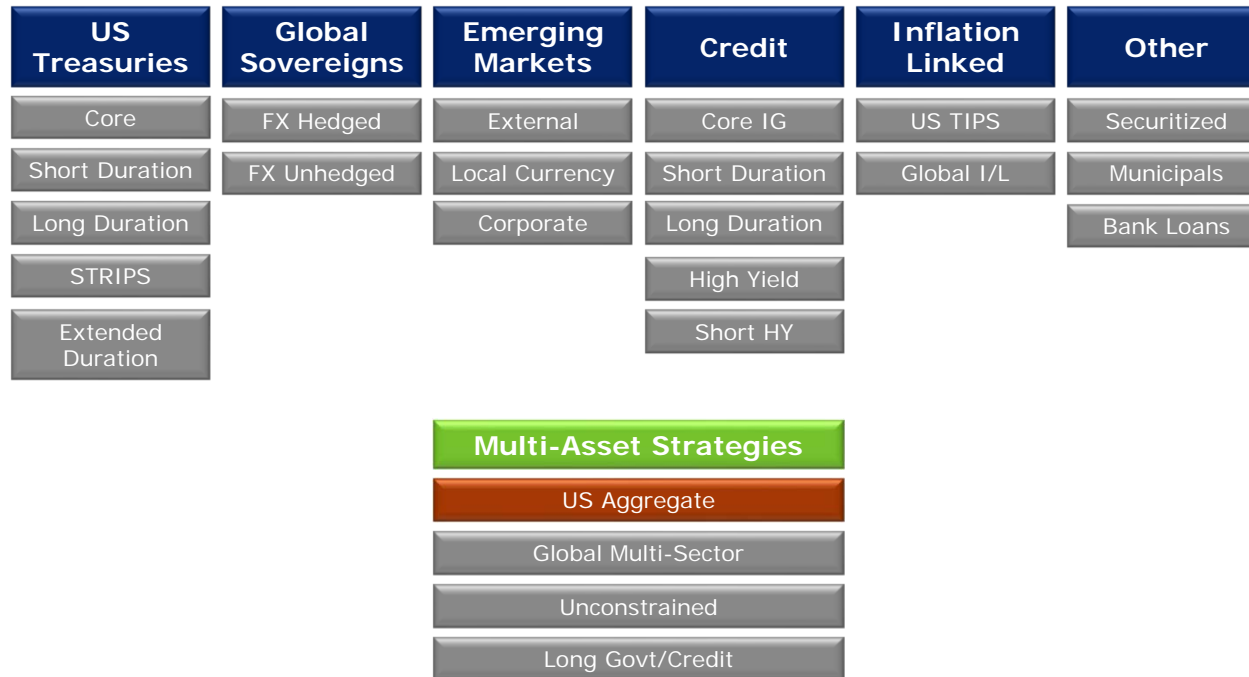 US
Treasuries
Core
Short Duration
Long Duration
STRIPS
Extended
Duration
Global
Sovereigns
FX Hedged
FX Unhedged
Emerging
Markets
External
Local Currency
Corporate
Credit
Core IG
Short Duration
Long Duration
High Yield
Short HY
Inflation
Linked
US TIPS
Global I/L
Other
Securitized
Municipals
Bank Loans
Multi-Asset Strategies
US Aggregate
Global Multi-Sector
Unconstrained
Long Govt/Credit